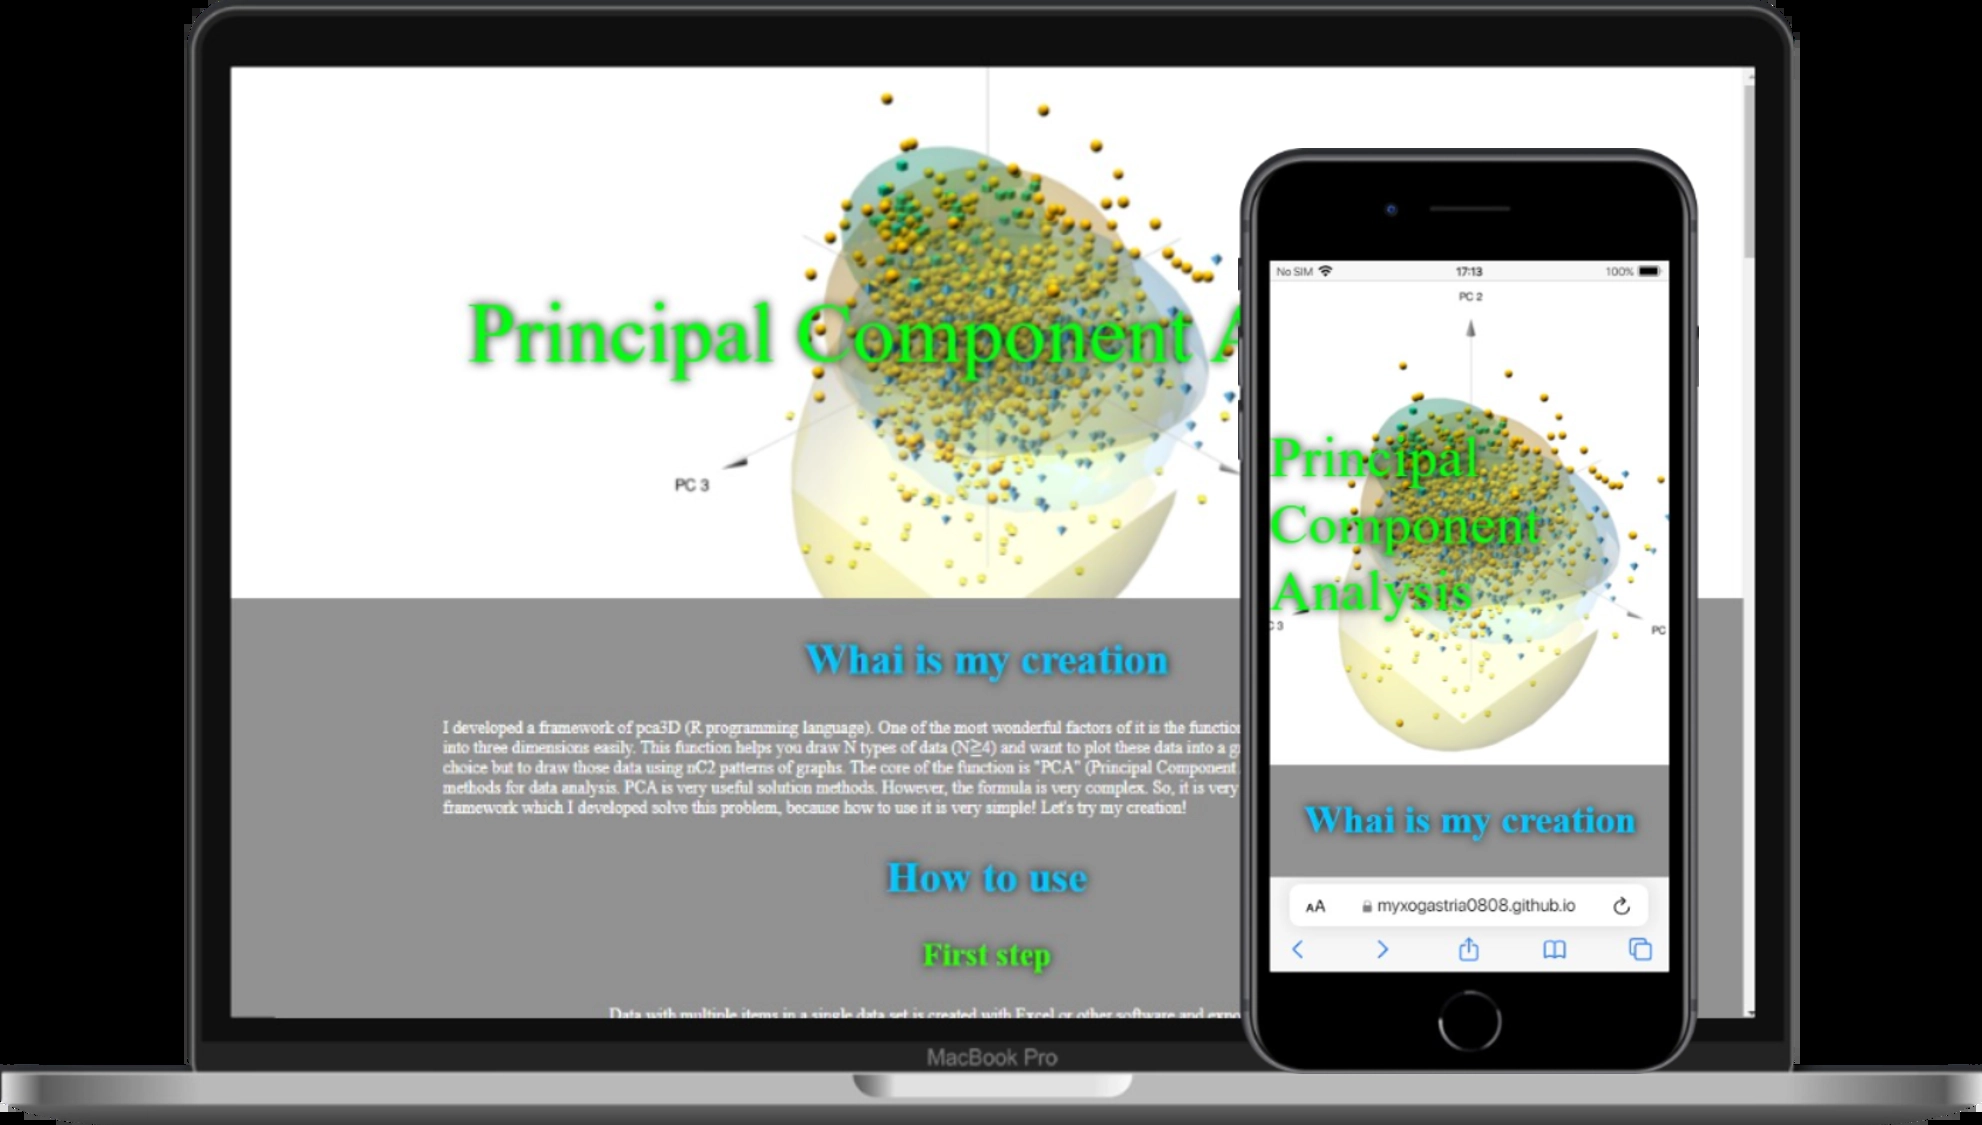 Principal Component A
PC 3
Whai is my creation
I developed a framework of pca3D (R programming language). One of the most wonderful factors of it is the function
into three dimensions easily. This function helps you draw N types of data (N≧4) and want to plot these data into a
choice but to draw those data using nC2 patterns of graphs. The core of the function is "PCA" (Principal Component
methods for data analysis. PCA is very useful solution methods. However, the formula is very complex. So, it is very
framework which I developed solve this problem, because how to use it is very simple! Let's try my creation!
How to use
First step
Data with multiple items in a single data set is created with Excel or other software and
MacBook Pro
No SIM 17:13 100%
PC 2
Principal
Component
Analysis
3 PC
Whai is my creation
AA myxogastria0808.github.io